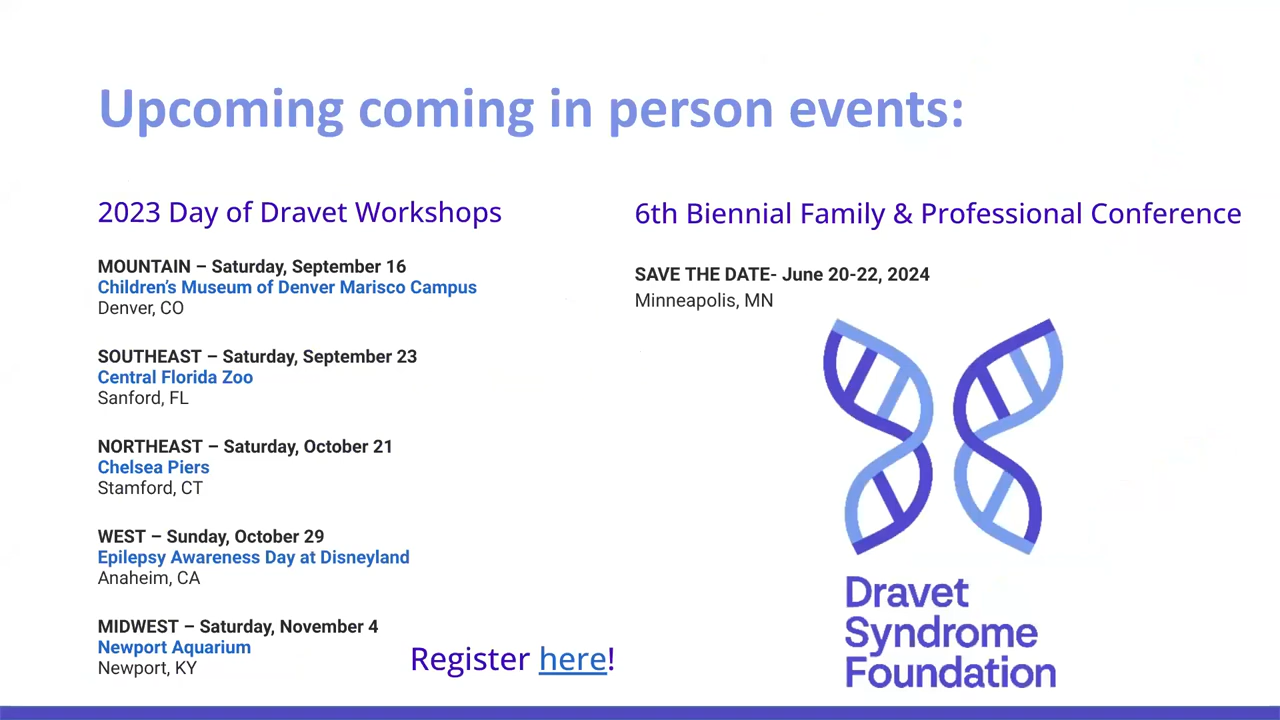 Upcoming coming in person events:
2023 Day of Dravet Workshops
MOUNTAIN – Saturday, September 16
Children’s Museum of Denver Marisco Campus
Denver, CO
SOUTHEAST – Saturday, September 23
Central Florida Zoo
Sanford, FL
NORTHEAST – Saturday, October 21
Chelsea Piers
Stamford, CT
WEST – Sunday, October 29
Epilepsy Awareness Day at Disneyland
Anaheim, CA
MIDWEST – Saturday, November 4
Newport Aquarium
Newport, KY
Register here!
6th Biennial Family & Professional Conference
SAVE THE DATE- June 20-22, 2024
Minneapolis, MN
Dravet
Syndrome
Foundation